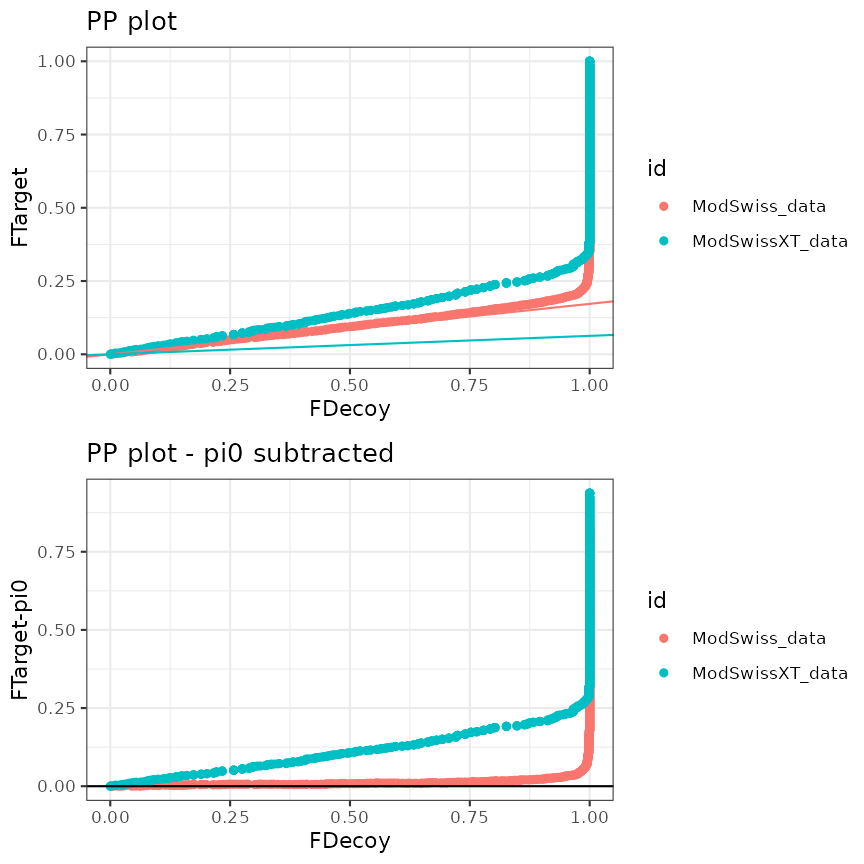 PP plot
1.00
0.75
0.50
0.25
0.00
FTarget
0.00 0.25 0.50 0.75 1.00
FDecoy
id
ModSwiss_data
ModSwissXT_data
PP plot - pi0 subtracted
0.75
0.50
0.25
0.00
FTarget-pi0
0.00 0.25 0.50 0.75 1.00
FDecoy
id
ModSwiss_data
ModSwissXT_data